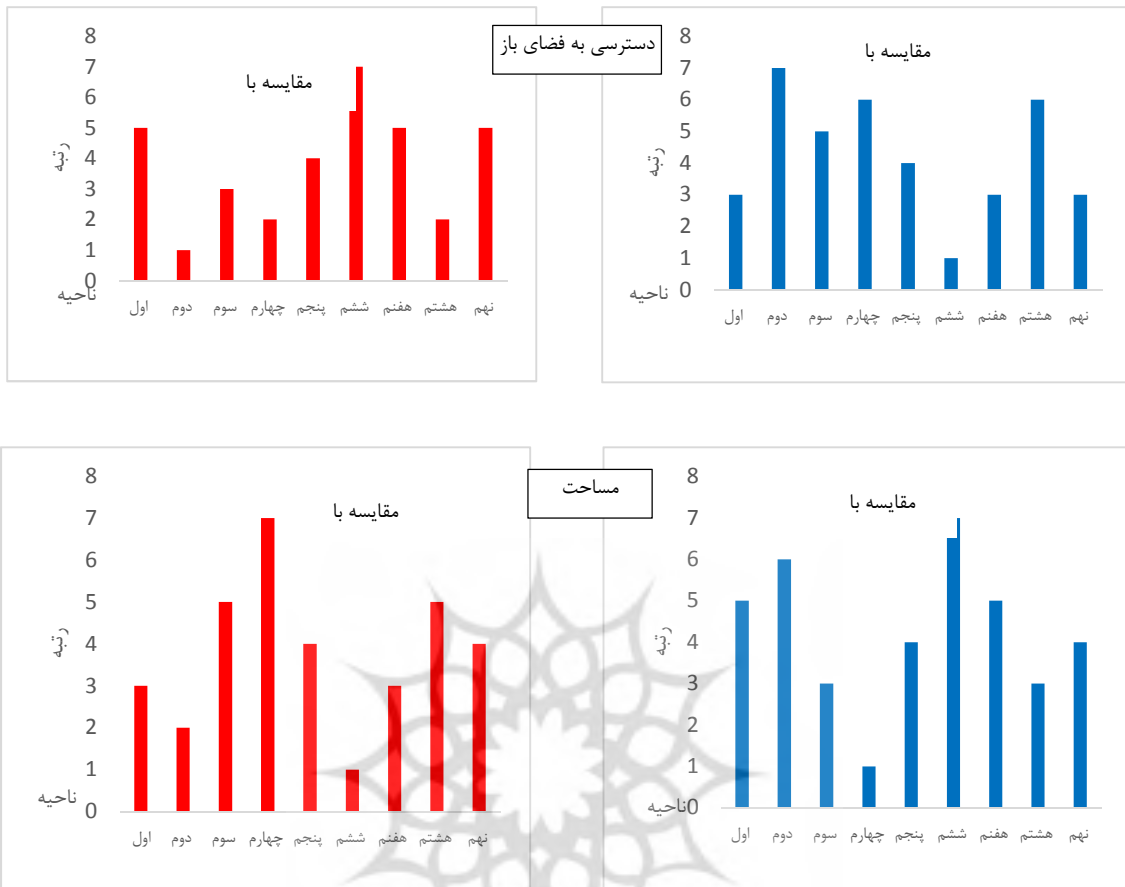 دسترسی به فضای باز
مقایسه با
8
7
6
5
4
3
2
1
0
رتبه
ناحیه
اول دوم سوم چهارم پنجم ششم هفتم هشتم نهم
مقایسه با
8
7
6
5
4
3
2
1
0
رتبه
ناحیه
اول دوم سوم چهارم پنجم ششم هفتم هشتم نهم
مساحت
مقایسه با
8
7
6
5
4
3
2
1
0
رتبه
ناحیه
اول دوم سوم چهارم پنجم ششم هفتم هشتم نهم
مقایسه با
8
7
6
5
4
3
2
1
0
رتبه
ناحیه
اول دوم سوم چهارم پنجم ششم هفتم هشتم نهم